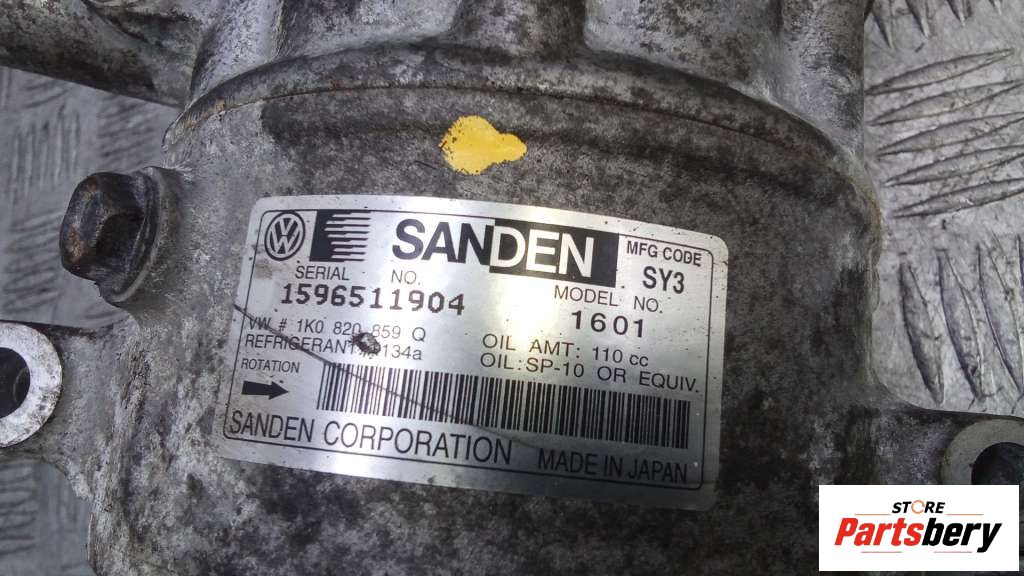 VW SANDEN MFG CODE
SY3
SERIAL NO. MODEL NO.
1596511904 1601
VW # 1K0 820 859 Q OIL AMT: 110 cc
REFRIGERANT 134a OIL:SP-10 OR EQUIV.
ROTATION
SANDEN CORPORATION MADE IN JAPAN
STORE
Partsbery